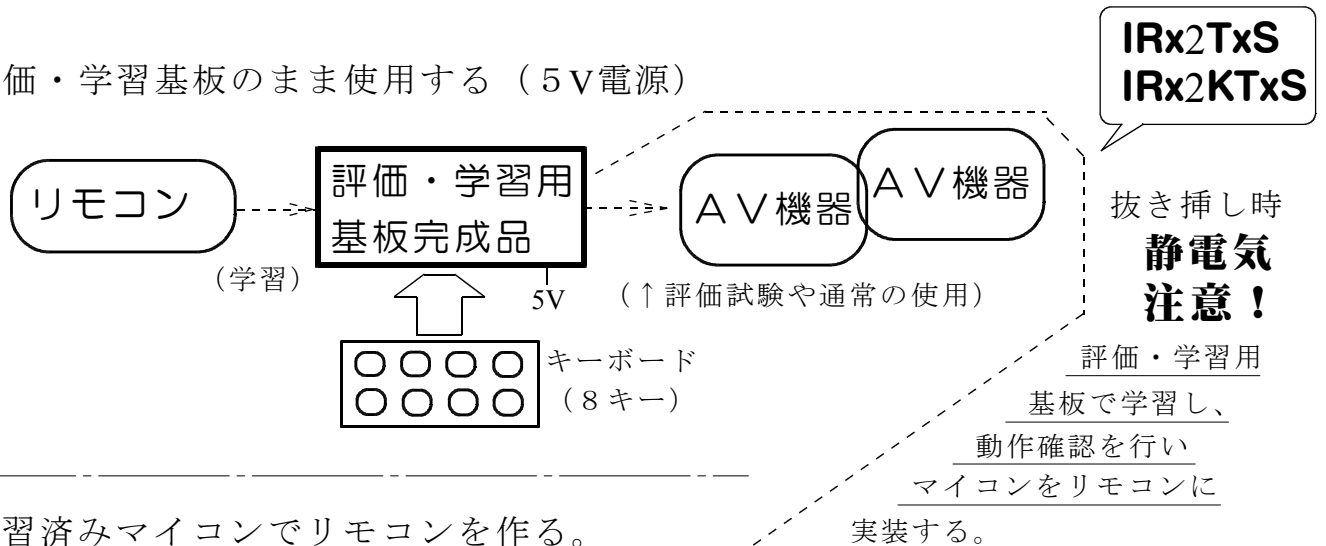 IRx2TxS
IRx2KTxS
価・学習基板のまま使用する（５V電源）
リモコン
評価・学習用
基板完成品
ＡＶ機器
ＡＶ機器
抜き挿し時
静電気
注意！
(学習)
5V
(↑評価試験や通常の使用)
キーボード
(８キー)
評価・学習用
基板で学習し、
動作確認を行い
マイコンをリモコンに
実装する。
習済みマイコンでリモコンを作る。